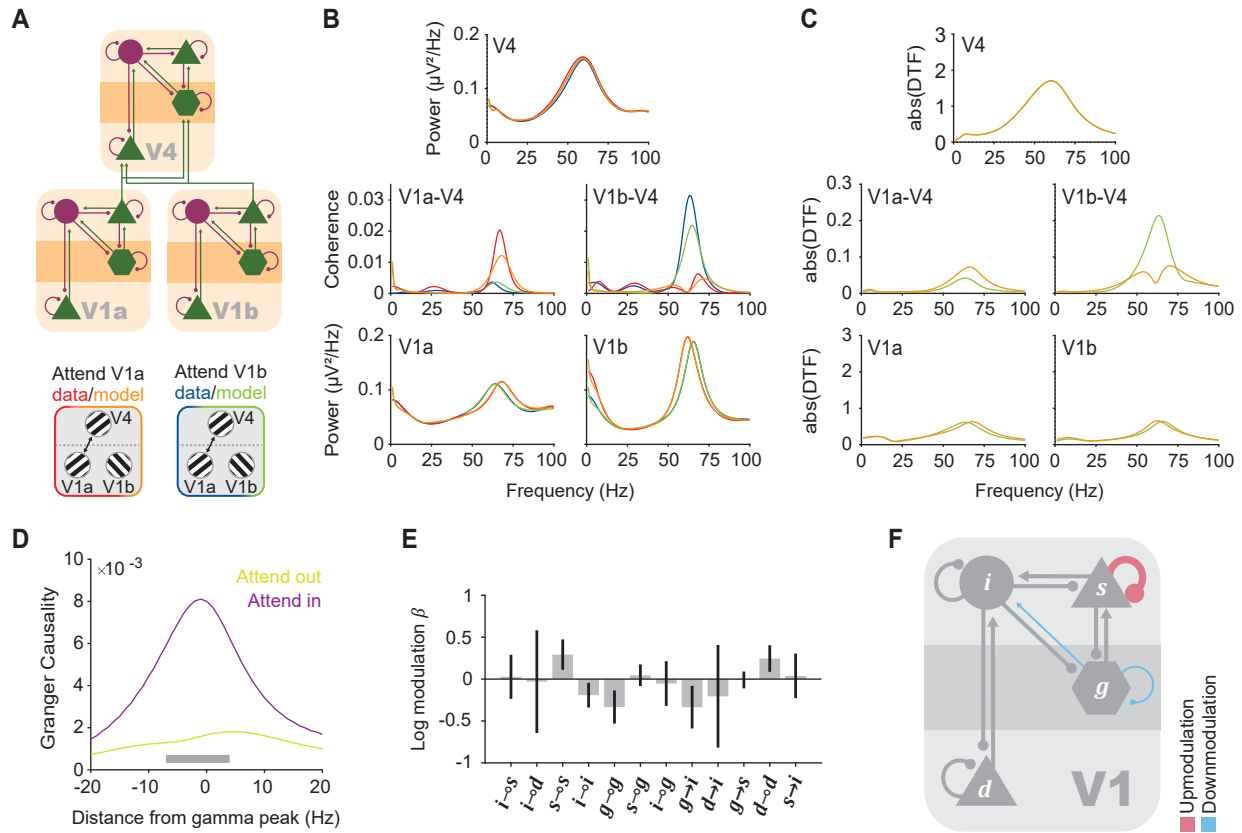 A
V4
V1a
V1b
Attend V1a
data/model
V4
V1a
V1b
Attend V1b
data/model
V4
V1a
V1b
B
V4
Power (µV²/Hz)
0.2
0.1
0
0 25 50 75 100
V1a-V4
V1b-V4
Coherence
0.03
0.02
0.01
0
0 25 50 75 100
0 25 50 75 100
V1a
V1b
Power (µV²/Hz)
0.2
0.1
0
0 25 50 75 100
0 25 50 75 100
Frequency (Hz)
C
V4
abs(DTF)
3
2
1
0
0 25 50 75 100
V1a-V4
V1b-V4
abs(DTF)
0.3
0.2
0.1
0
0 25 50 75 100
0 25 50 75 100
V1a
V1b
abs(DTF)
3
2
1
0
0 25 50 75 100
0 25 50 75 100
Frequency (Hz)
D
×10 -3
Attend out
Attend in
Granger Causality
10
8
6
4
2
0
-20 -10 0 10 20
Distance from gamma peak (Hz)
E
Log modulation β
1
0.5
0
-0.5
-1
i⊸s
i⊸d
s⊸s
i⊸i
g⊸g
s⊸g
i⊸g
g→i
d→i
g→s
d⊸d
s→i
F
i
s
g
d
V1
Upmodulation
Downmodulation